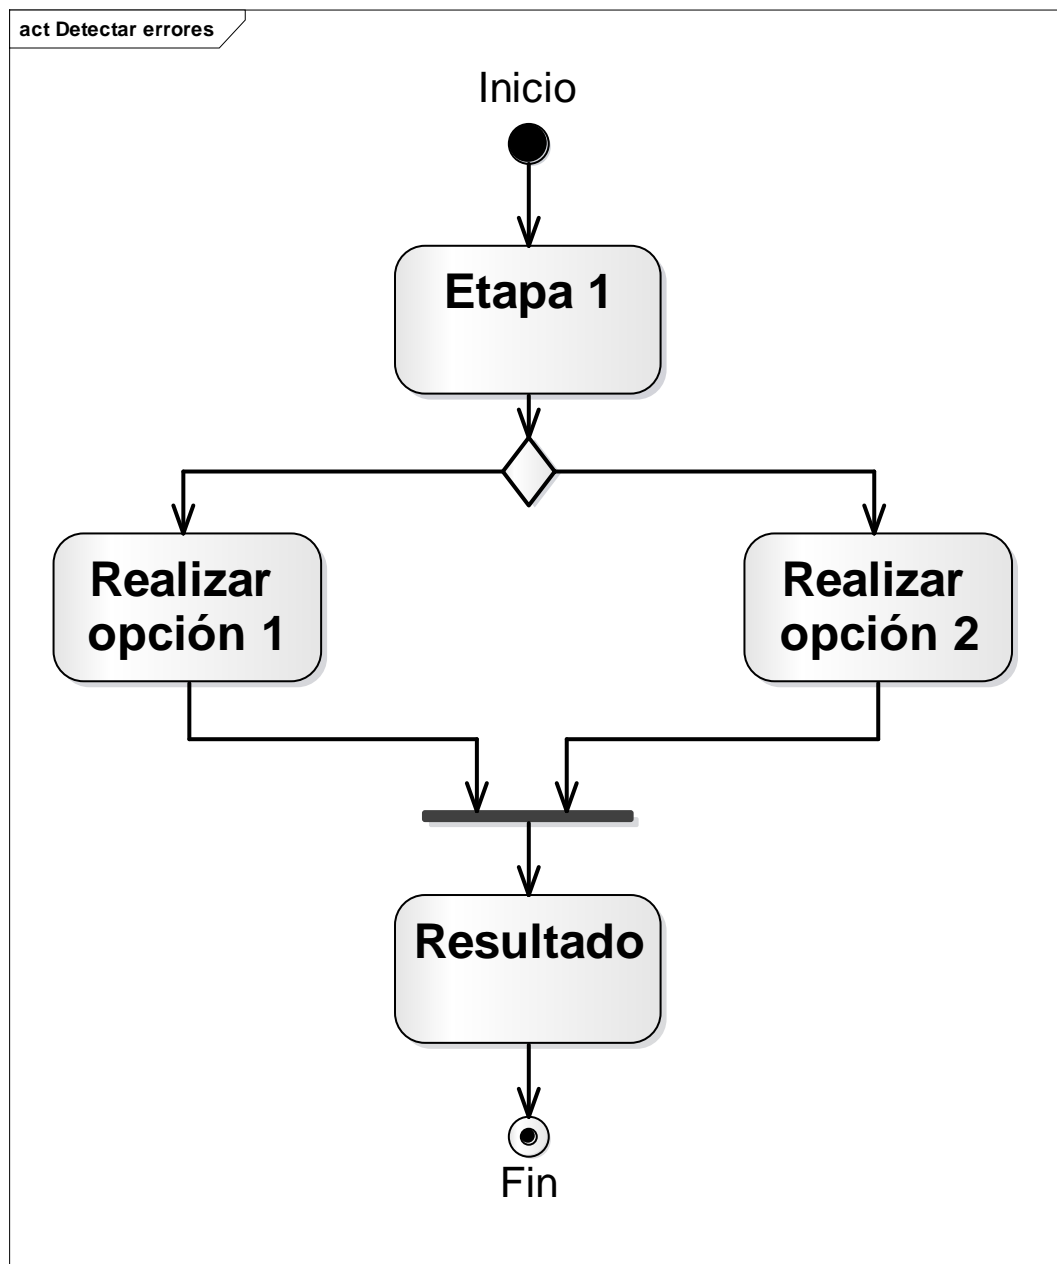 act Detectar errores
Inicio
Etapa 1
Realizar
opción 1
Realizar
opción 2
Resultado
Fin